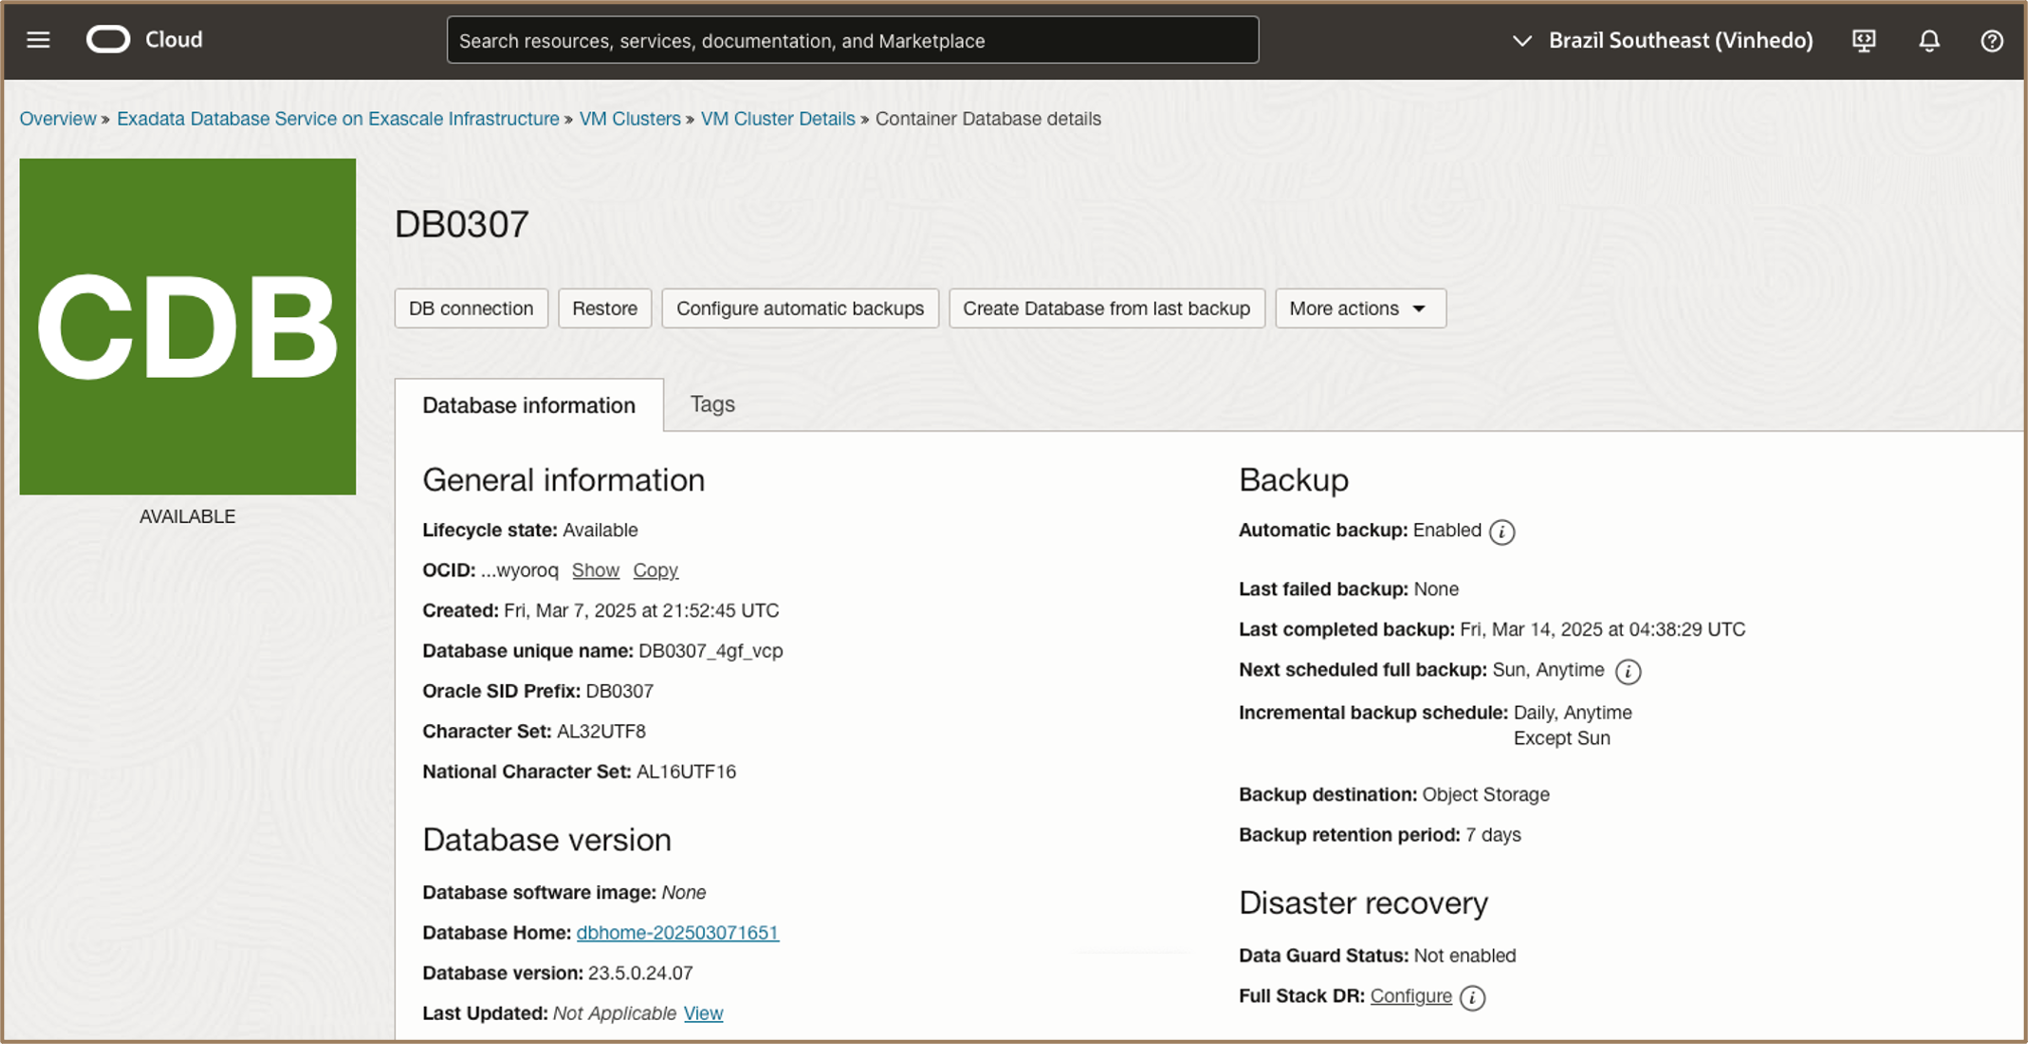 Cloud
Search resources, services, documentation, and Marketplace
Brazil Southeast (Vinhedo)
Overview » Exadata Database Service on Exascale Infrastructure » VM Clusters » VM Cluster Details » Container Database details
CDB
AVAILABLE
DB0307
DB connection
Restore
Configure automatic backups
Create Database from last backup
More actions
Database information
Tags
General information
Lifecycle state: Available
OCID: ...wyoroq Show Copy
Created: Fri, Mar 7, 2025 at 21:52:45 UTC
Database unique name: DB0307_4gf_vcp
Oracle SID Prefix: DB0307
Character Set: AL32UTF8
National Character Set: AL16UTF16
Database version
Database software image: None
Database Home: dbhome-202503071651
Database version: 23.5.0.24.07
Last Updated: Not Applicable View
Backup
Automatic backup: Enabled
Last failed backup: None
Last completed backup: Fri, Mar 14, 2025 at 04:38:29 UTC
Next scheduled full backup: Sun, Anytime
Incremental backup schedule: Daily, Anytime
Except Sun
Backup destination: Object Storage
Backup retention period: 7 days
Disaster recovery
Data Guard Status: Not enabled
Full Stack DR: Configure